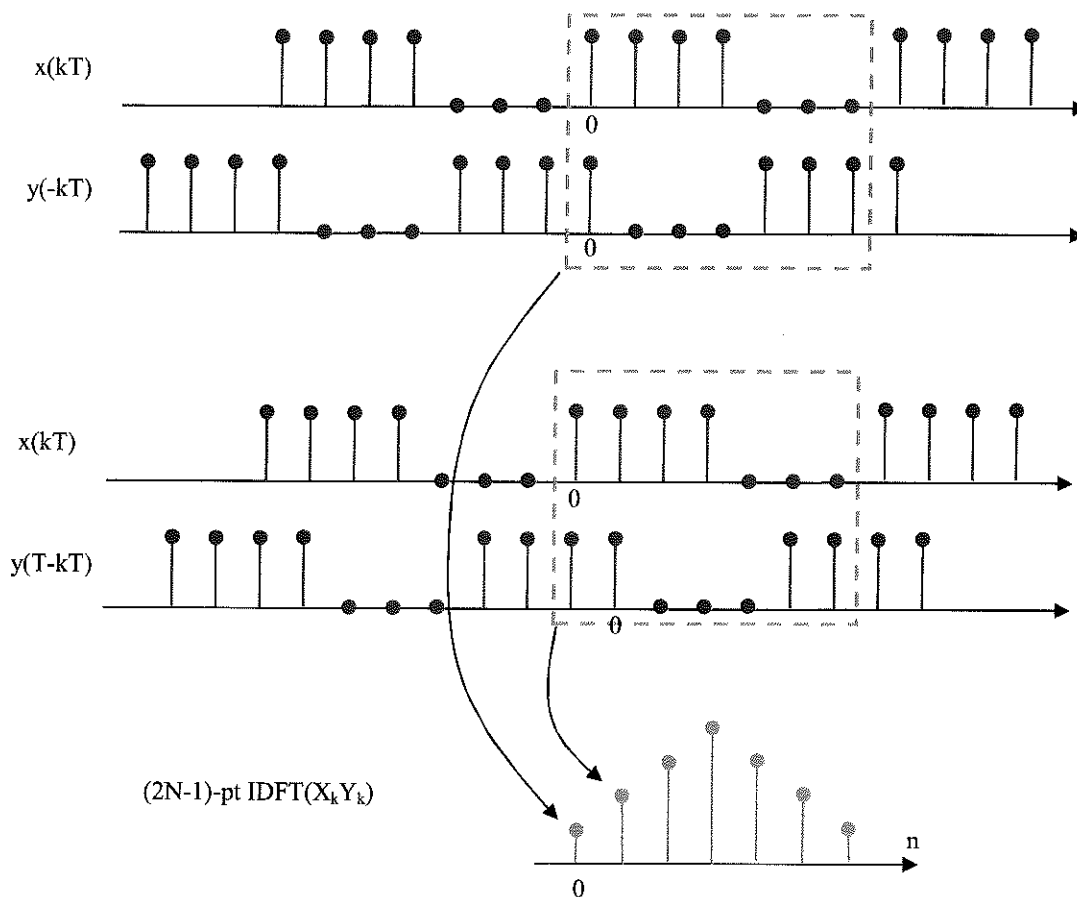 x(kT)
0
y(-kT)
0
x(kT)
0
y(T-kT)
0
(2N-1)-pt IDFT(XₖYₖ)
n
0